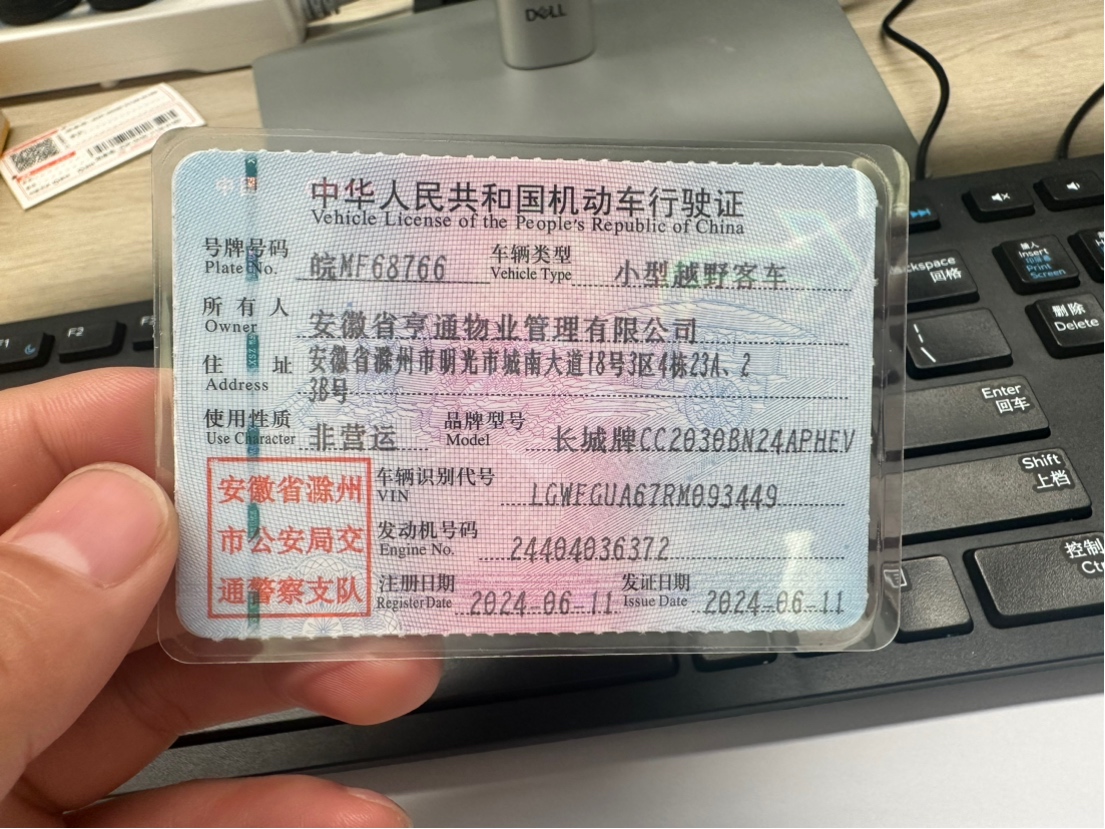 DELL
中华人民共和国机动车行驶证
Vehicle License of the People's Republic of China
号牌号码
Plate No.
皖MF68766
车辆类型
Vehicle Type
小型越野客车
所有人
Owner
安徽省亨通物业管理有限公司
住址
Address
安徽省滁州市明光市城南大道18号3区4栋23A、2
3B号
使用性质
Use Character
非营运
品牌型号
Model
长城牌CC2030BN24APHEV
安徽省滁州
市公安局交
通警察支队
车辆识别代号
VIN
LGWFGUA67RM093449
发动机号码
Engine No.
24404036372
注册日期
Register Date
2024-06-11
发证日期
Issue Date
2024-06-11
F2
回格
Insert
Print
Screen
删除
Delete
Enter
回车
Shift
上档
控制